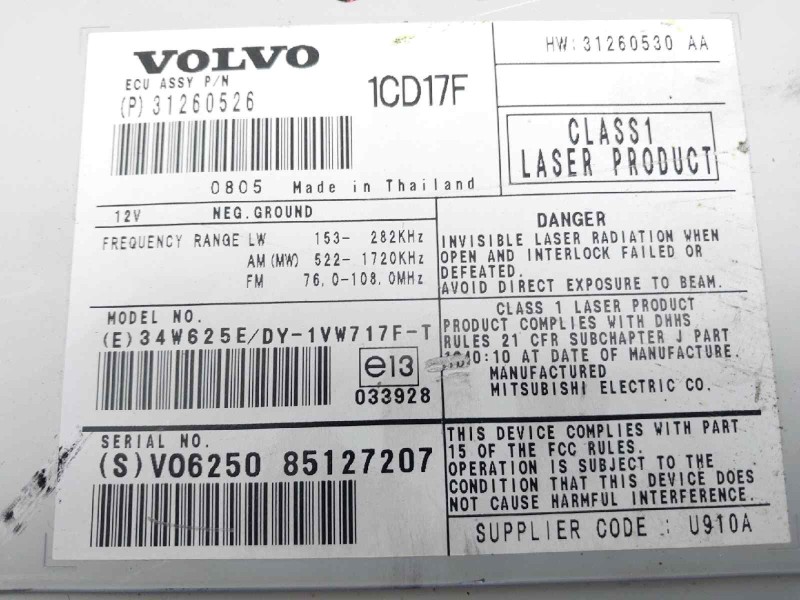 VOLVO
ECU ASSY P/N
(P) 31260526
1CD17F
0805 Made in Thailand
HW: 31260530 AA
CLASS1
LASER PRODUCT
12V NEG. GROUND
FREQUENCY RANGE LW 153- 282KHz
AM (MW) 522- 1720KHz
FM 76.0-108.0MHz
DANGER
INVISIBLE LASER RADIATION WHEN
OPEN AND INTERLOCK FAILED OR
DEFEATED.
AVOID DIRECT EXPOSURE TO BEAM.
MODEL NO.
(E) 34W625E/DY-1VW717F-T
e13
033928
CLASS 1 LASER PRODUCT
PRODUCT COMPLIES WITH DHHS
RULES 21 CFR SUBCHAPTER J PART
1040:10 AT DATE OF MANUFACTURE.
MANUFACTURED
MITSUBISHI ELECTRIC CO.
SERIAL NO.
(S) V06250 85127207
THIS DEVICE COMPLIES WITH PART
15 OF THE FCC RULES.
OPERATION IS SUBJECT TO THE
CONDITION THAT THIS DEVICE DOES
NOT CAUSE HARMFUL INTERFERENCE.
SUPPLIER CODE : U910A